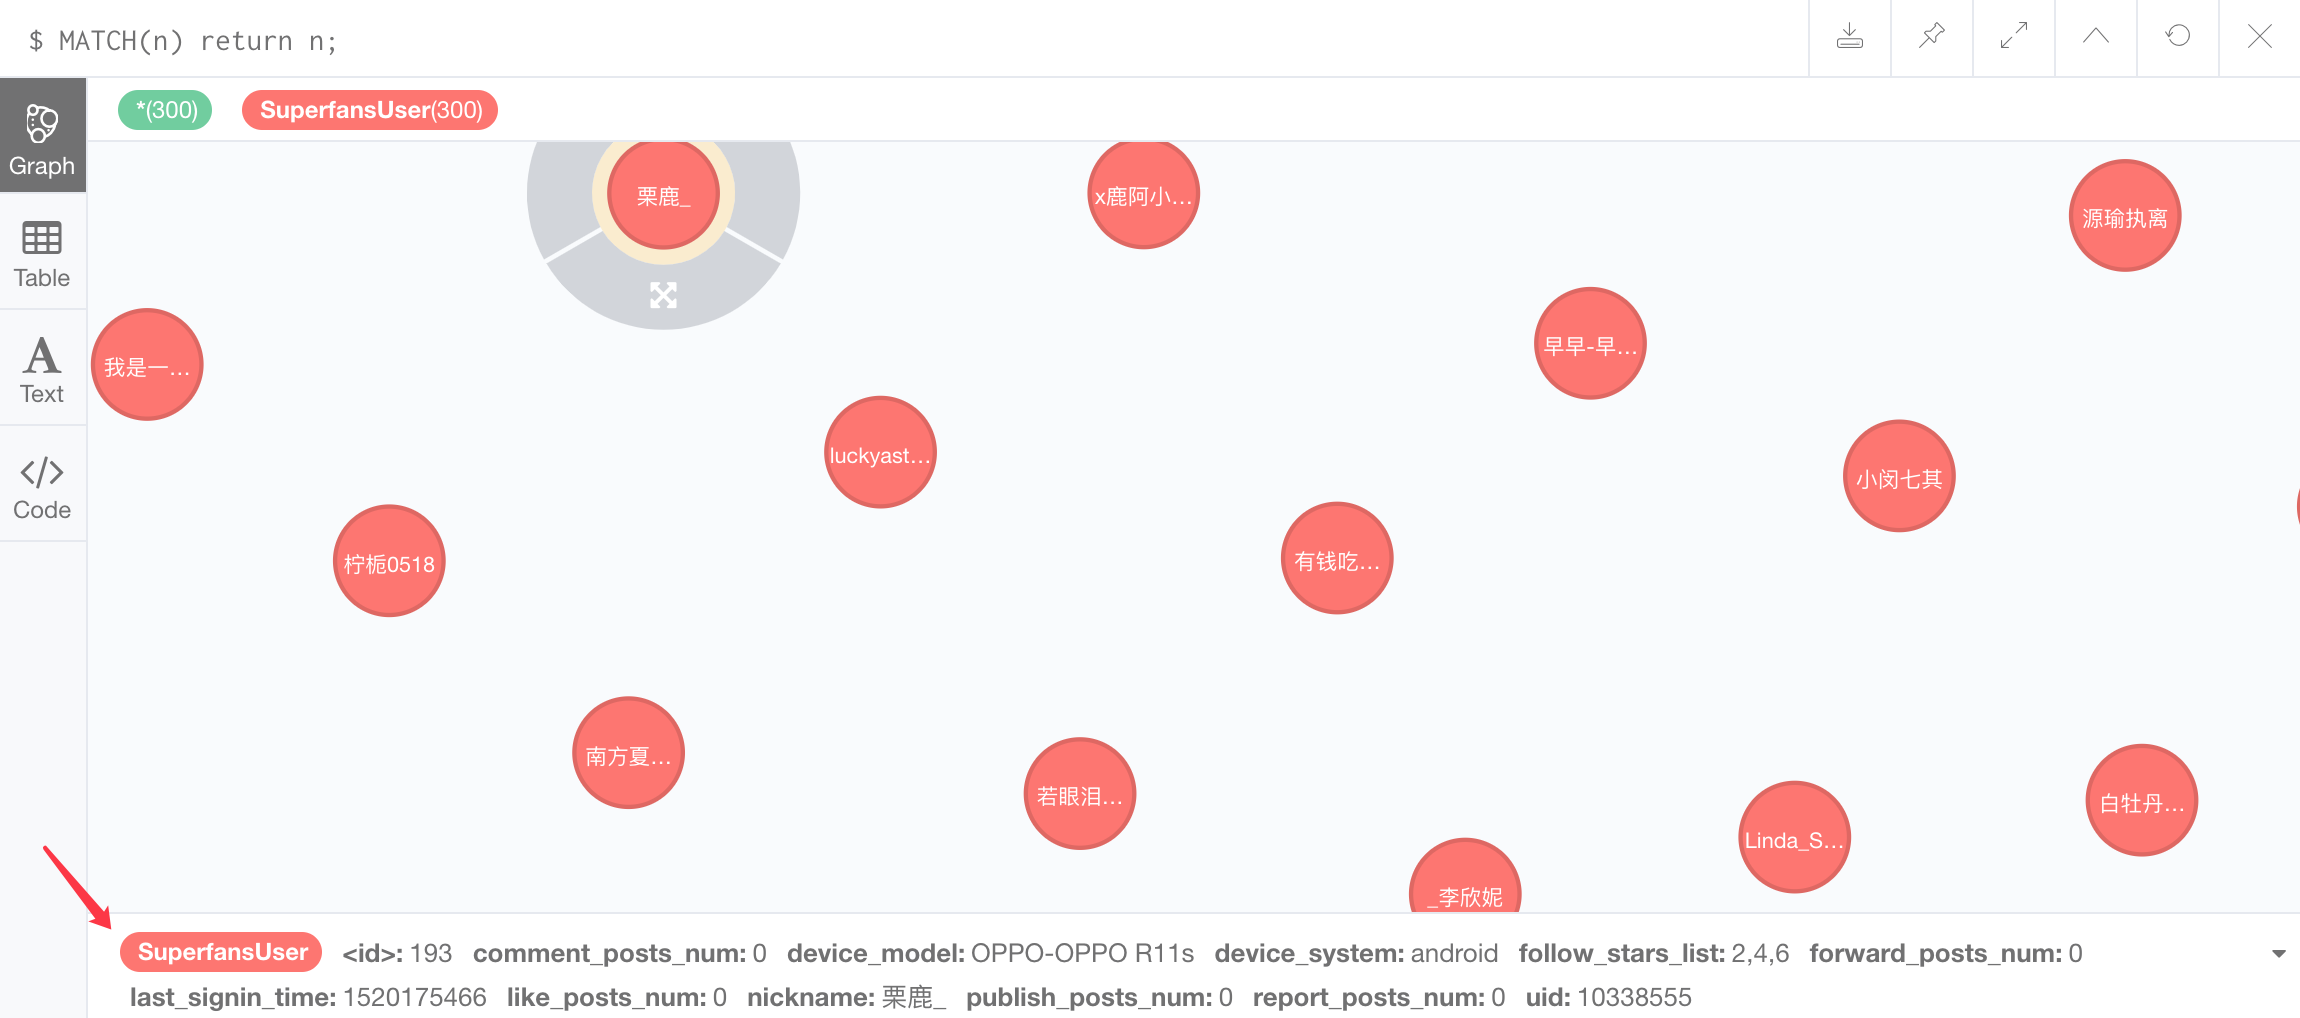 $ MATCH(n) return n;
*(300) SuperfansUser(300)
Graph
Table
Text
Code
栗鹿_
x鹿阿小...
源瑜执离
早早-早...
我是一...
luckyast...
小闵七其
柠栀0518
有钱吃...
南方夏...
若眼泪...
白牡丹...
Linda_S...
_李欣妮
SuperfansUser <id>: 193 comment_posts_num: 0 device_model: OPPO-OPPO R11s device_system: android follow_stars_list: 2,4,6 forward_posts_num: 0
last_signin_time: 1520175466 like_posts_num: 0 nickname: 栗鹿_ publish_posts_num: 0 report_posts_num: 0 uid: 10338555